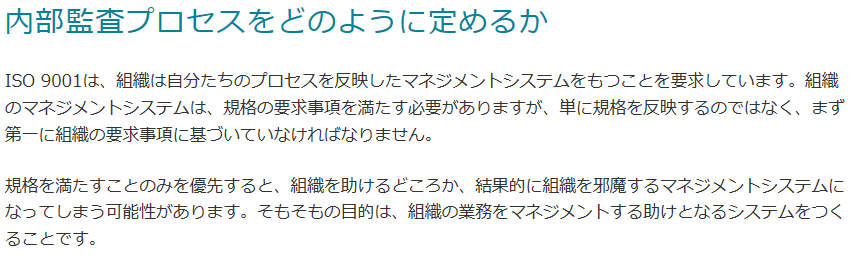 内部監査プロセスをどのように定めるか
ISO 9001は、組織は自分たちのプロセスを反映したマネジメントシステムをもつことを要求しています。組織
のマネジメントシステムは、規格の要求事項を満たす必要がありますが、単に規格を反映するのではなく、まず
第一に組織の要求事項に基づいていなければなりません。
規格を満たすことのみを優先すると、組織を助けるどころか、結果的に組織を邪魔するマネジメントシステムに
なってしまう可能性があります。そもそもの目的は、組織の業務をマネジメントする助けとなるシステムをつく
ることです。